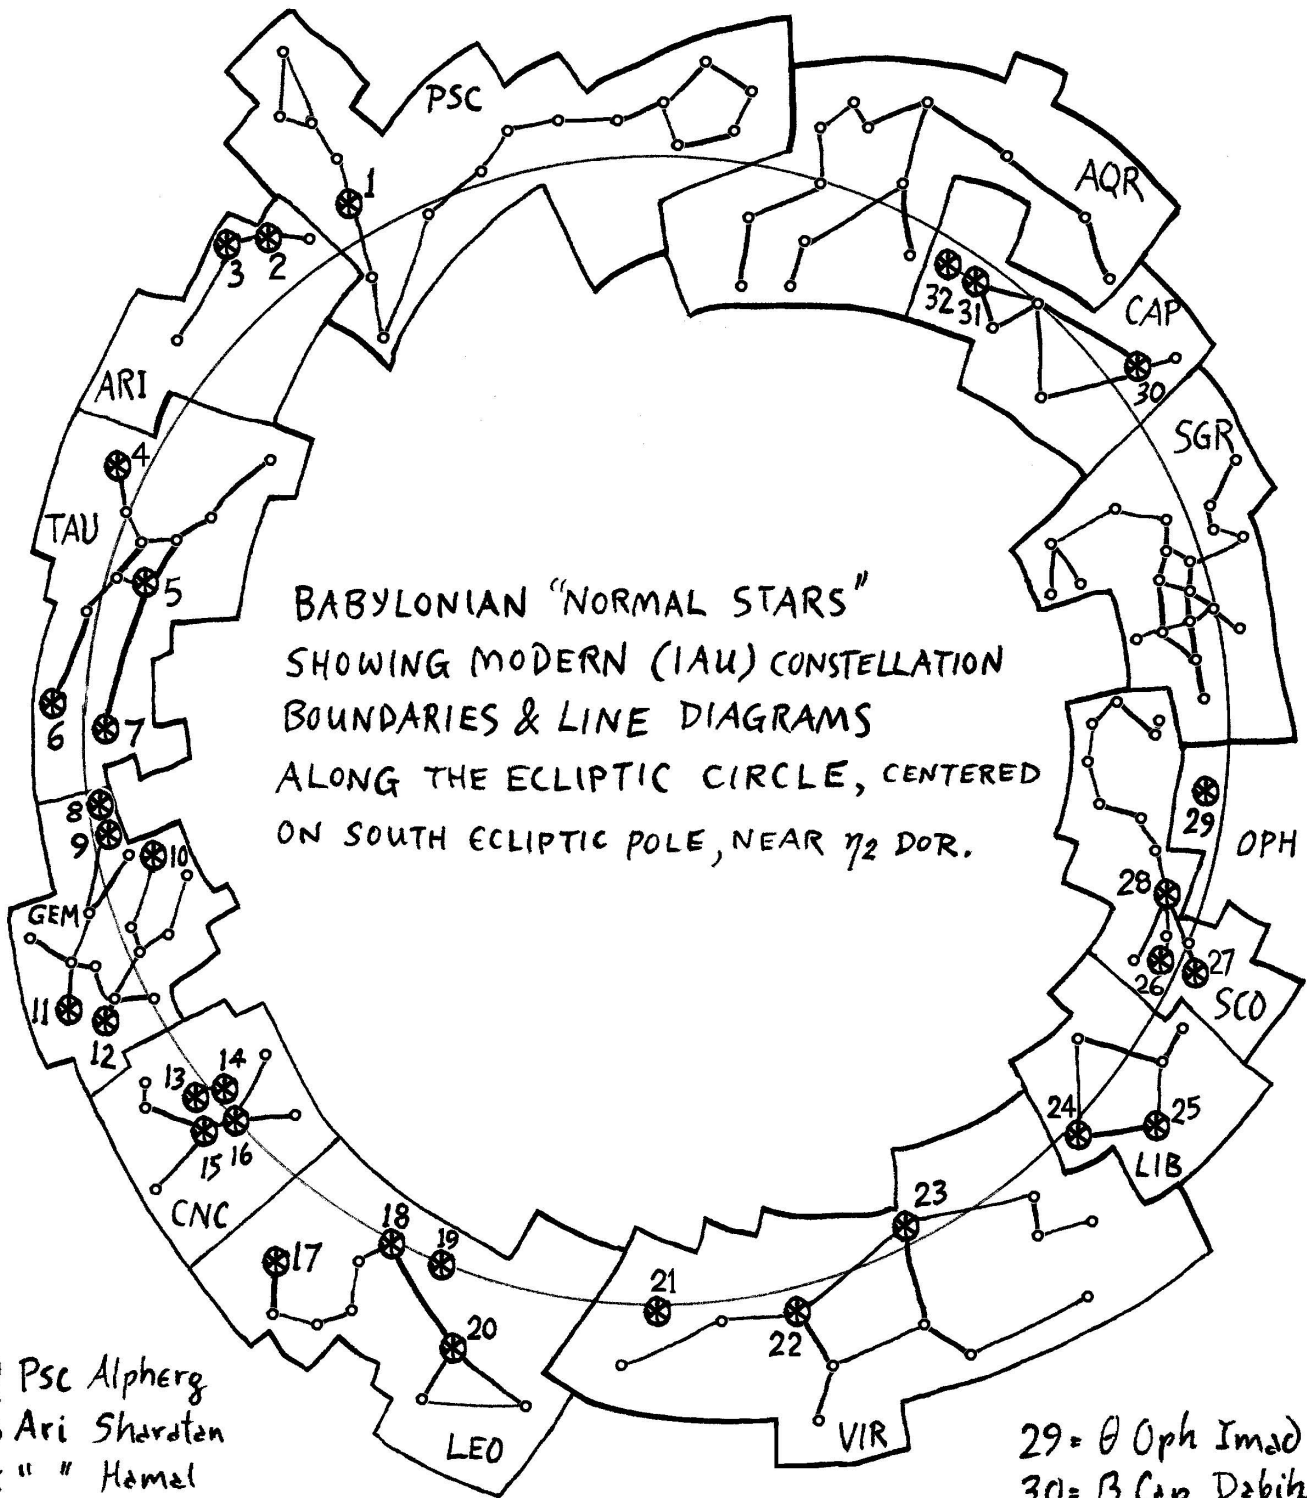 PSC
1
AQR
3
2
32
31
CAP
30
ARI
4
SGR
TAU
5
BABYLONIAN "NORMAL STARS"
SHOWING MODERN (IAU) CONSTELLATION
BOUNDARIES & LINE DIAGRAMS
ALONG THE ECLIPTIC CIRCLE, CENTERED
ON SOUTH ECLIPTIC POLE, NEAR η2 DOR.
6
7
8
9
10
29
OPH
28
GEM
11
12
26
27
SCO
13
14
15
16
24
25
LIB
CNC
17
18
19
23
21
22
20
LEO
VIR
Psc Alpherg
Ari Sharatan
" " Hamal
29= θ Oph Imad
30= β Cap Dabih